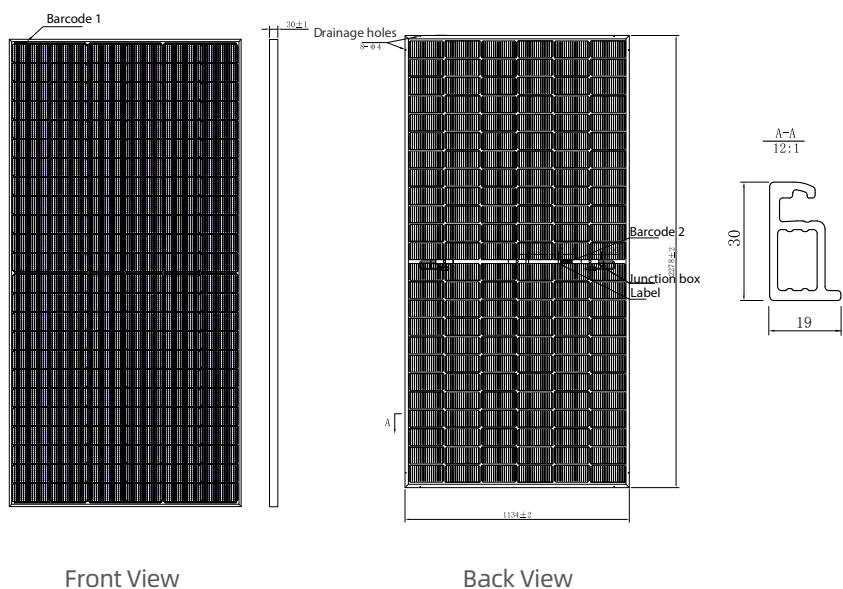 Barcode 1
30±1
Drainage holes
8-φ4
A-A
12:1
Barcode 2
2278±2
30
Junction box
Label
19
A
1134±2
Front View
Back View